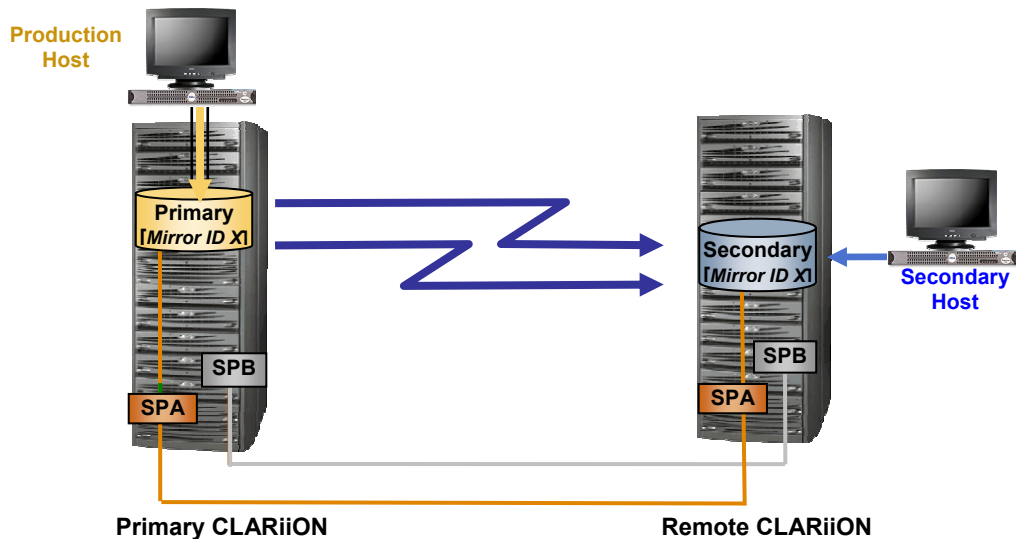 Production
Host
Primary
[Mirror ID X]
Secondary
[Mirror ID X]
Secondary
Host
SPB
SPA
SPB
SPA
Primary CLARiiON
Remote CLARiiON